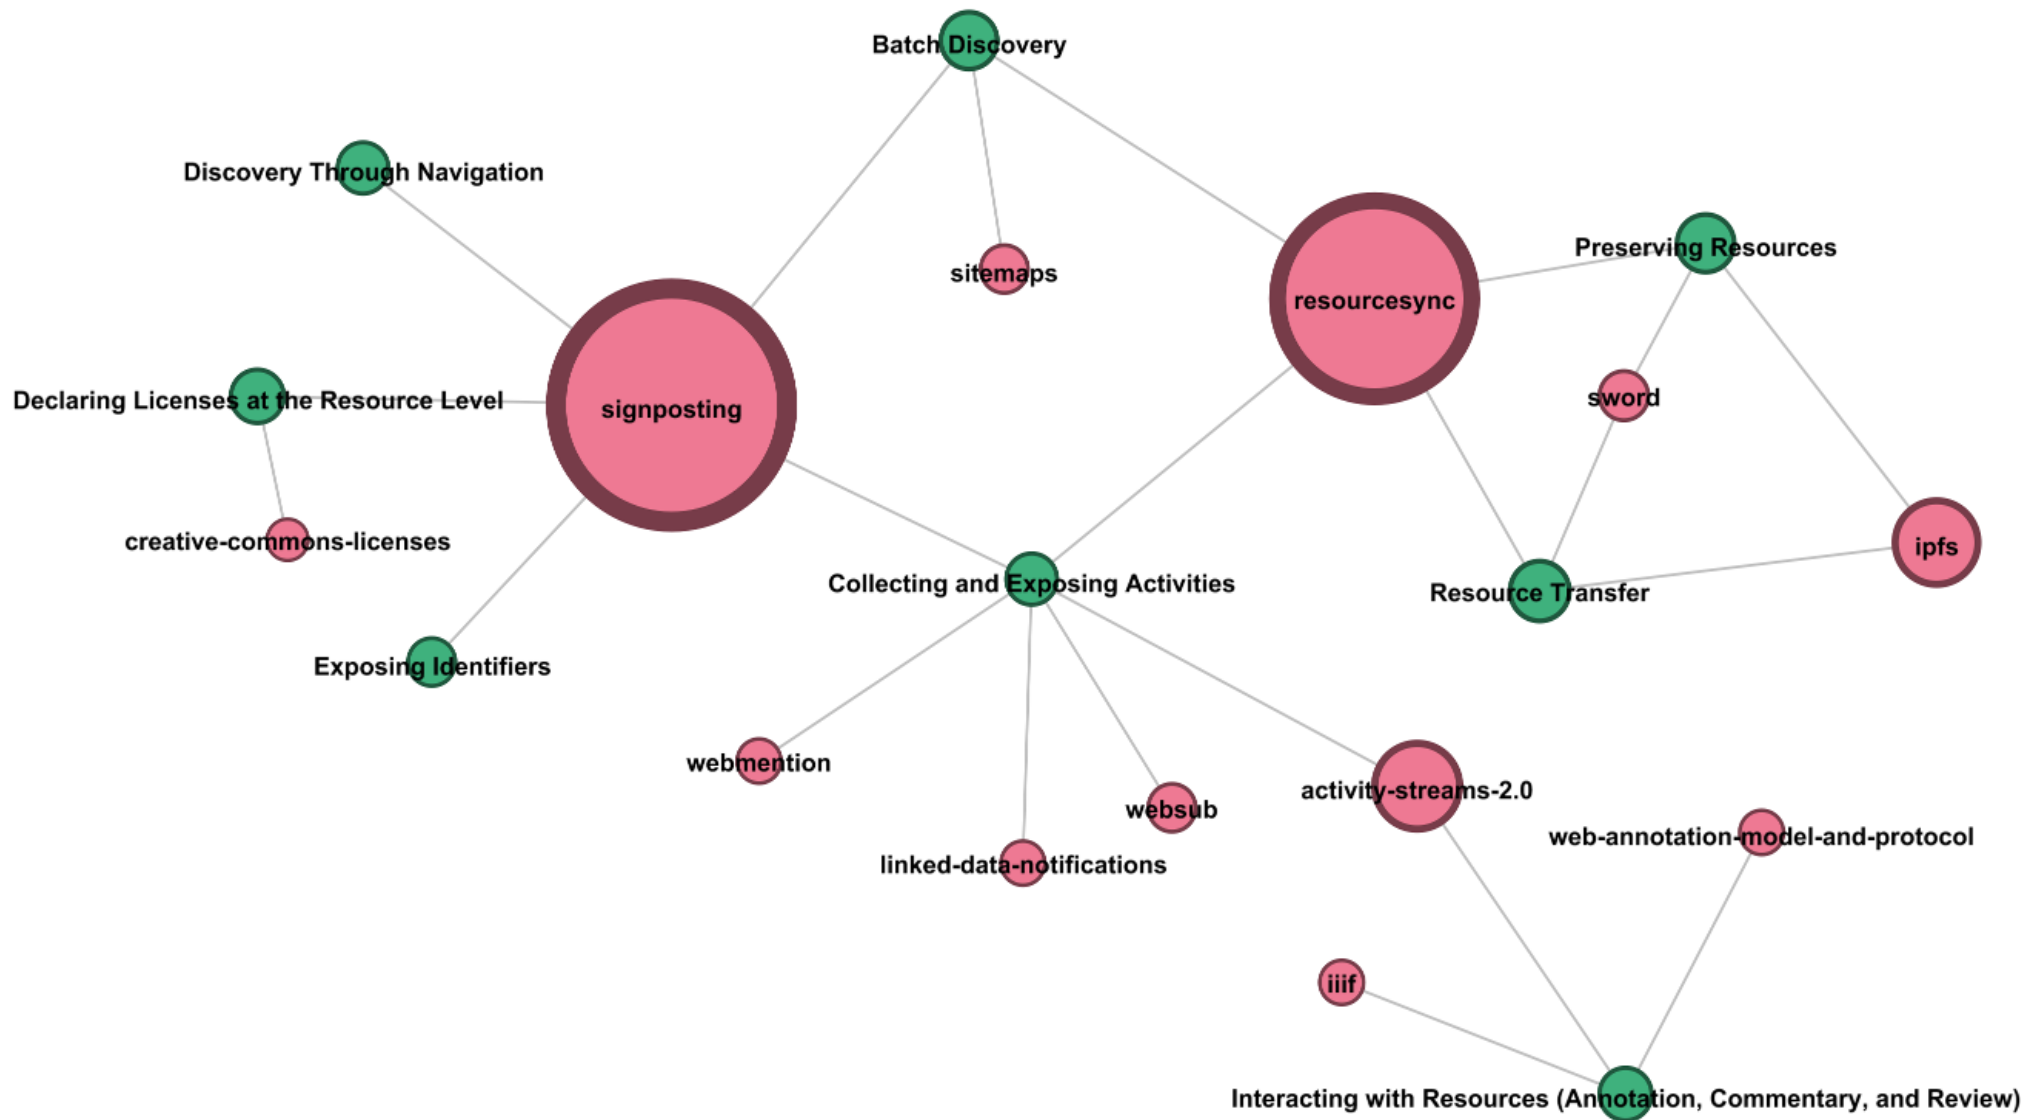 Batch Discovery
Discovery Through Navigation
Preserving Resources
sitemaps
resourcesync
sword
Declaring Licenses at the Resource Level
signposting
creative-commons-licenses
ipfs
Collecting and Exposing Activities
Resource Transfer
Exposing Identifiers
webmention
activity-streams-2.0
websub
web-annotation-model-and-protocol
linked-data-notifications
iiif
Interacting with Resources (Annotation, Commentary, and Review)